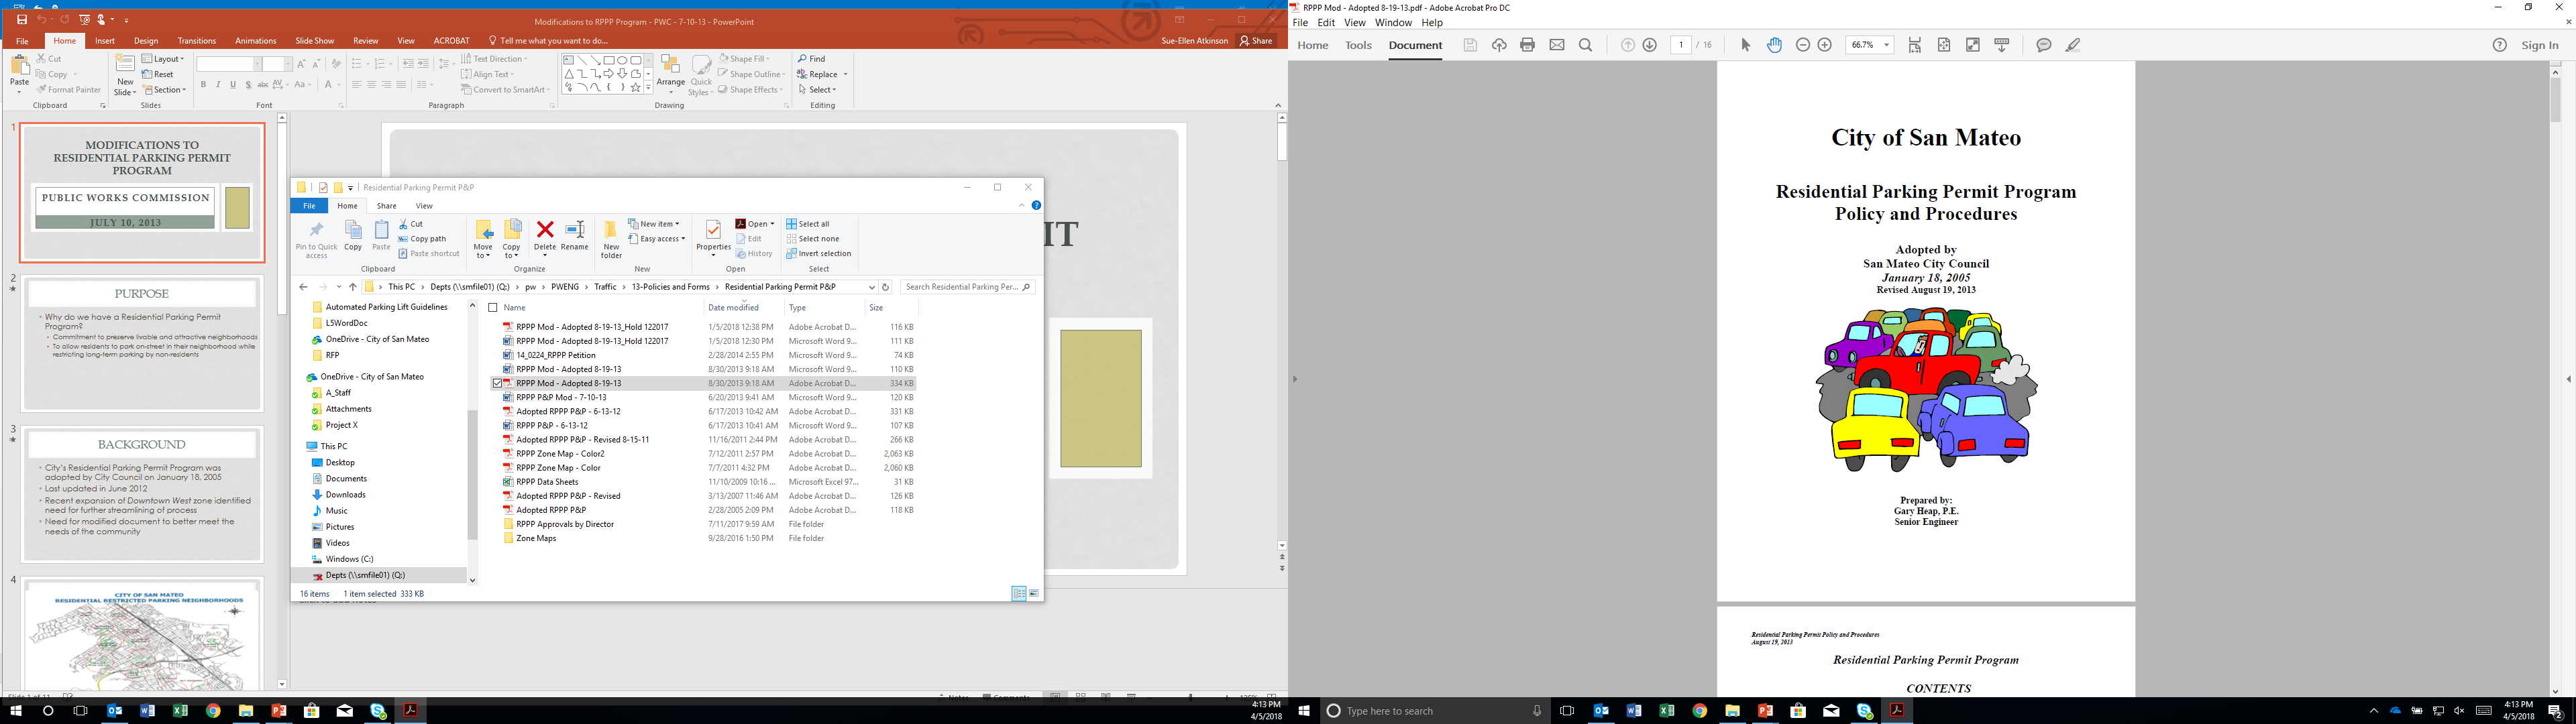 Modifications to RPPP Program - PWC - 7-10-13 - PowerPoint
File Home Insert Design Transitions Animations Slide Show Review View ACROBAT Tell me what you want to do...
Sue-Ellen Atkinson Share
Paste
Cut
Copy
Format Painter
Clipboard
New Slide
Layout
Reset
Section
Slides
Font
Text Direction
Align Text
Convert to SmartArt
Paragraph
Arrange
Quick Styles
Shape Fill
Shape Outline
Shape Effects
Drawing
Find
Replace
Select
Editing
1
MODIFICATIONS TO
RESIDENTIAL PARKING PERMIT
PROGRAM
PUBLIC WORKS COMMISSION
JULY 10, 2013
2
PURPOSE
• Why do we have a Residential Parking Permit
Program?
• Commitment to preserve livable and attractive neighborhoods
• To allow residents to park on-street in their neighborhood while
restricting long-term parking by non-residents
3
BACKGROUND
• City's Residential Parking Permit Program was
adopted by City Council on January 18, 2005
• Last updated in June 2012
• Recent expansion of Downtown West zone identified
need for further streamlining of process
• Need for modified document to better meet the
needs of the community
4
CITY OF SAN MATEO
RESIDENTIAL RESTRICTED PARKING NEIGHBORHOODS
IT
Residential Parking Permit P&P
File Home Share View
Pin to Quick access
Copy
Paste
Cut
Copy path
Paste shortcut
Clipboard
Move to
Copy to
Delete
Rename
Organize
New folder
New item
Easy access
New
Properties
Open
Edit
History
Open
Select all
Select none
Invert selection
Select
This PC > Depts (\\smfile01) (Q:) > pw > PWENG > Traffic > 13-Policies and Forms > Residential Parking Permit P&P
Search Residential Parking Per...
Automated Parking Lift Guidelines
L5WordDoc
OneDrive - City of San Mateo
RFP
OneDrive - City of San Mateo
A_Staff
Attachments
Project X
This PC
Desktop
Documents
Downloads
Music
Pictures
Videos
Windows (C:)
Depts (\\smfile01) (Q:)
Name Date modified Type Size
RPPP Mod - Adopted 8-19-13_Hold 122017 1/5/2018 12:38 PM Adobe Acrobat D... 116 KB
RPPP Mod - Adopted 8-19-13_Hold 122017 1/5/2018 12:30 PM Microsoft Word 9... 111 KB
14_0224_RPPP Petition 2/28/2014 2:55 PM Microsoft Word 9... 74 KB
RPPP Mod - Adopted 8-19-13 8/30/2013 9:18 AM Microsoft Word 9... 110 KB
RPPP Mod - Adopted 8-19-13 8/30/2013 9:18 AM Adobe Acrobat D... 334 KB
RPPP P&P Mod - 7-10-13 6/20/2013 9:41 AM Microsoft Word 9... 120 KB
Adopted RPPP P&P - 6-13-12 6/17/2013 10:42 AM Adobe Acrobat D... 331 KB
RPPP P&P - 6-13-12 6/17/2013 10:41 AM Microsoft Word 9... 107 KB
Adopted RPPP P&P - Revised 8-15-11 11/16/2011 2:44 PM Adobe Acrobat D... 266 KB
RPPP Zone Map - Color2 7/12/2011 2:57 PM Adobe Acrobat D... 2,063 KB
RPPP Zone Map - Color 7/7/2011 4:32 PM Adobe Acrobat D... 2,060 KB
RPPP Data Sheets 11/10/2009 10:16 ... Microsoft Excel 97... 31 KB
Adopted RPPP P&P - Revised 3/13/2007 11:46 AM Adobe Acrobat D... 126 KB
Adopted RPPP P&P 2/28/2005 2:09 PM Adobe Acrobat D... 118 KB
RPPP Approvals by Director 7/11/2017 9:59 AM File folder
Zone Maps 9/28/2016 1:50 PM File folder
16 items 1 item selected 333 KB
4:13 PM
4/5/2018
RPPP Mod - Adopted 8-19-13.pdf - Adobe Acrobat Pro DC
File Edit View Window Help
Home Tools Document 1 / 16 66.7% Sign In
City of San Mateo
Residential Parking Permit Program
Policy and Procedures
Adopted by
San Mateo City Council
January 18, 2005
Revised August 19, 2013
Prepared by:
Gary Heap, P.E.
Senior Engineer
Residential Parking Permit Policy and Procedures
August 19, 2013
Residential Parking Permit Program
CONTENTS
Type here to search
4:13 PM
4/5/2018